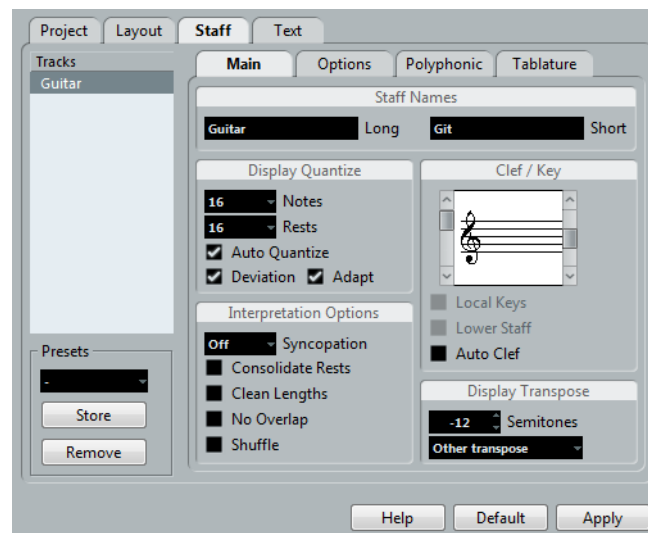 Project Layout Staff Text
Tracks
Guitar
Main Options Polyphonic Tablature
Staff Names
Guitar Long Git Short
Display Quantize
16 Notes
16 Rests
Auto Quantize
Deviation Adapt
Interpretation Options
Off Syncopation
Consolidate Rests
Clean Lengths
No Overlap
Shuffle
Clef / Key
Local Keys
Lower Staff
Auto Clef
Display Transpose
-12 Semitones
Other transpose
Presets
-
Store
Remove
Help Default Apply